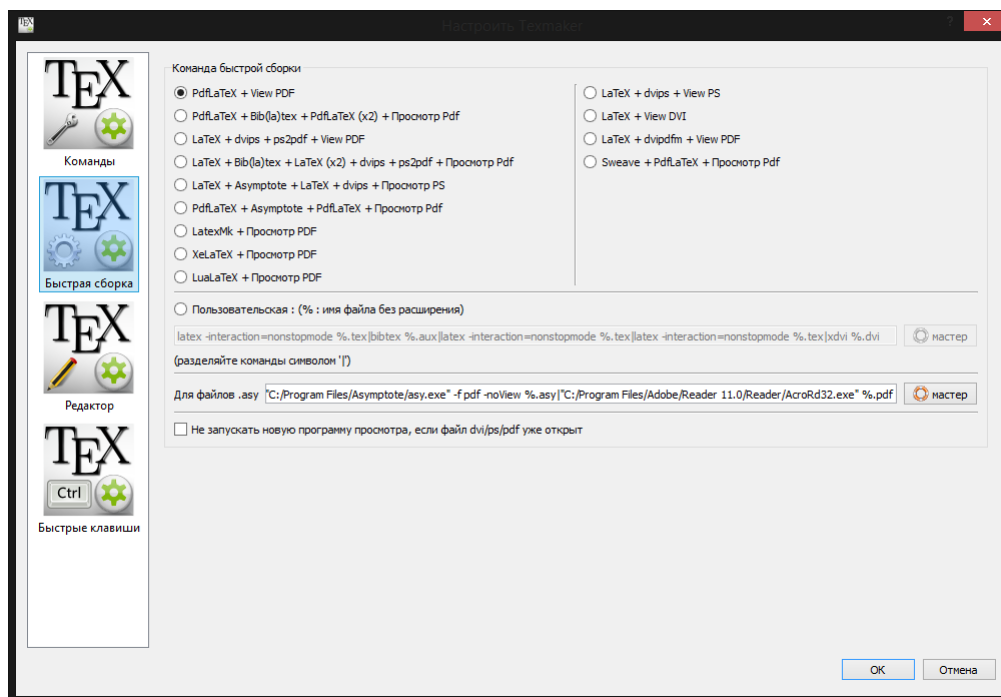 Настроить Texmaker
TEX
Команды
TEX
Быстрая сборка
TEX
Редактор
TEX
Ctrl
Быстрые клавиши
Команда быстрой сборки
PdfLaTeX + View PDF
PdfLaTeX + Bib(la)tex + PdfLaTeX (x2) + Просмотр Pdf
LaTeX + dvips + ps2pdf + View PDF
LaTeX + Bib(la)tex + LaTeX (x2) + dvips + ps2pdf + Просмотр Pdf
LaTeX + Asymptote + LaTeX + dvips + Просмотр PS
PdfLaTeX + Asymptote + PdfLaTeX + Просмотр Pdf
LatexMk + Просмотр PDF
XeLaTeX + Просмотр PDF
LuaLaTeX + Просмотр PDF
LaTeX + dvips + View PS
LaTeX + View DVI
LaTeX + dvipdfm + View PDF
Sweave + PdfLaTeX + Просмотр Pdf
Пользовательская : (% : имя файла без расширения)
latex -interaction=nonstopmode %.tex|bibtex %.aux|latex -interaction=nonstopmode %.tex|latex -interaction=nonstopmode %.tex|xdvi %.dvi
мастер
(разделяйте команды символом '|')
Для файлов .asy "C:/Program Files/Asymptote/asy.exe" -f pdf -noView %.asy|"C:/Program Files/Adobe/Reader 11.0/Reader/AcroRd32.exe" %.pdf мастер
Не запускать новую программу просмотра, если файл dvi/ps/pdf уже открыт
OK
Отмена